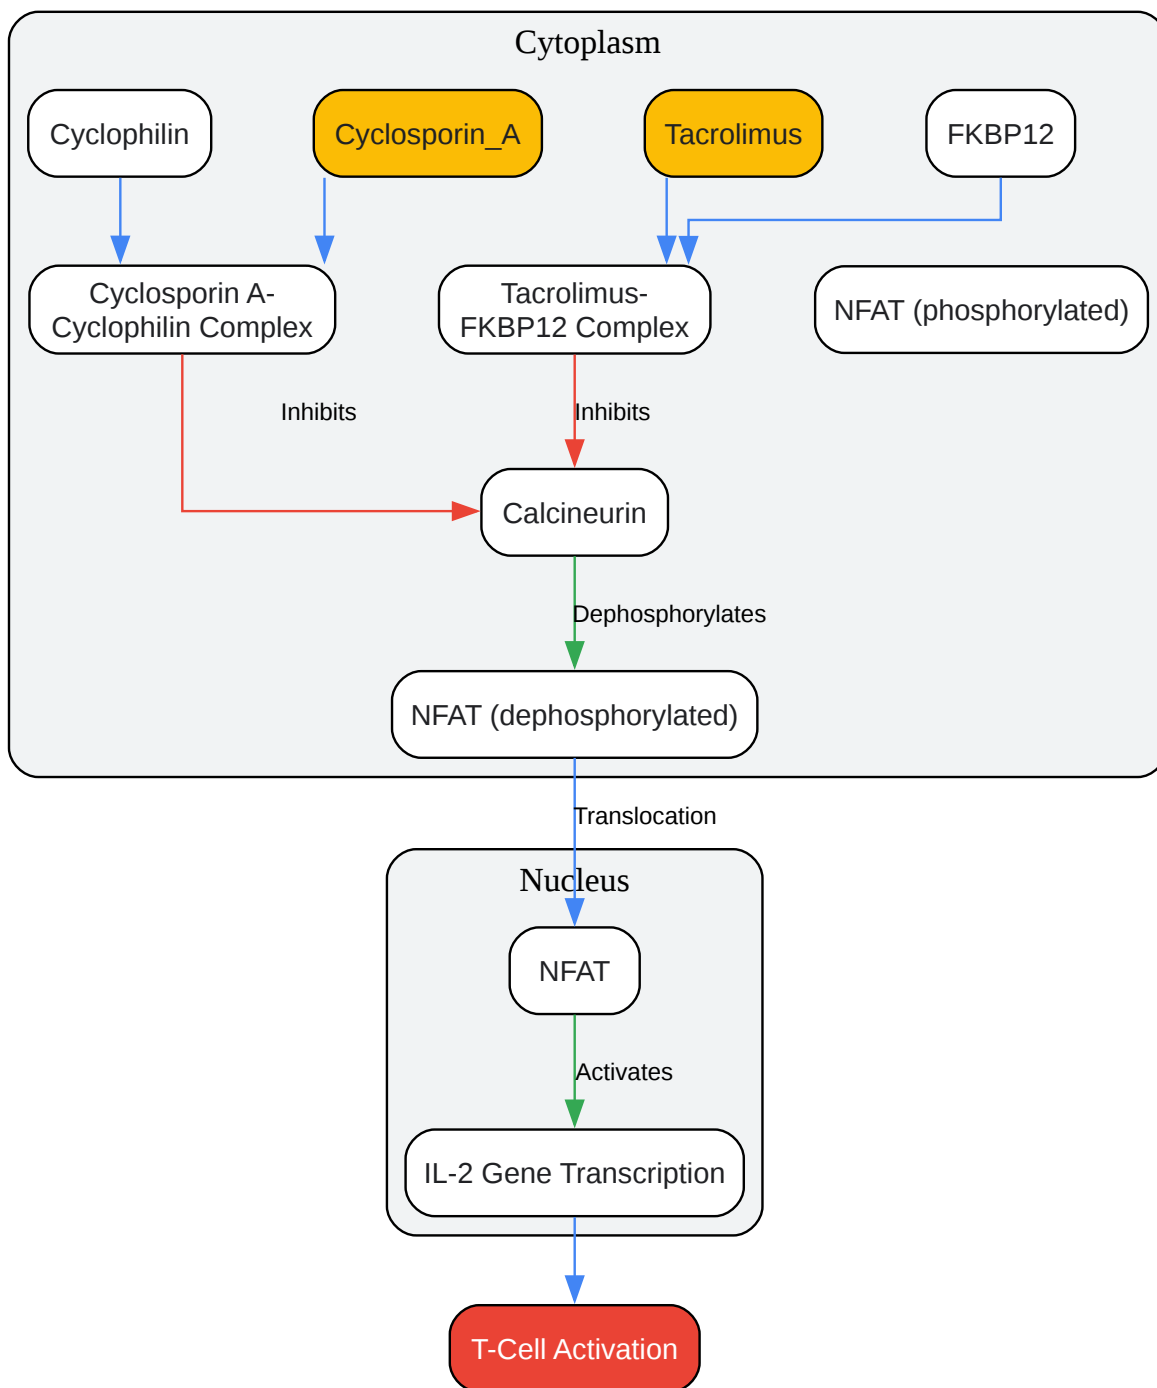 Cytoplasm
Cyclophilin
Cyclosporin_A
Tacrolimus
FKBP12
Cyclosporin A-
Cyclophilin Complex
Tacrolimus-
FKBP12 Complex
NFAT (phosphorylated)
Inhibits
Inhibits
Calcineurin
Dephosphorylates
NFAT (dephosphorylated)
Translocation
Nucleus
NFAT
Activates
IL-2 Gene Transcription
T-Cell Activation